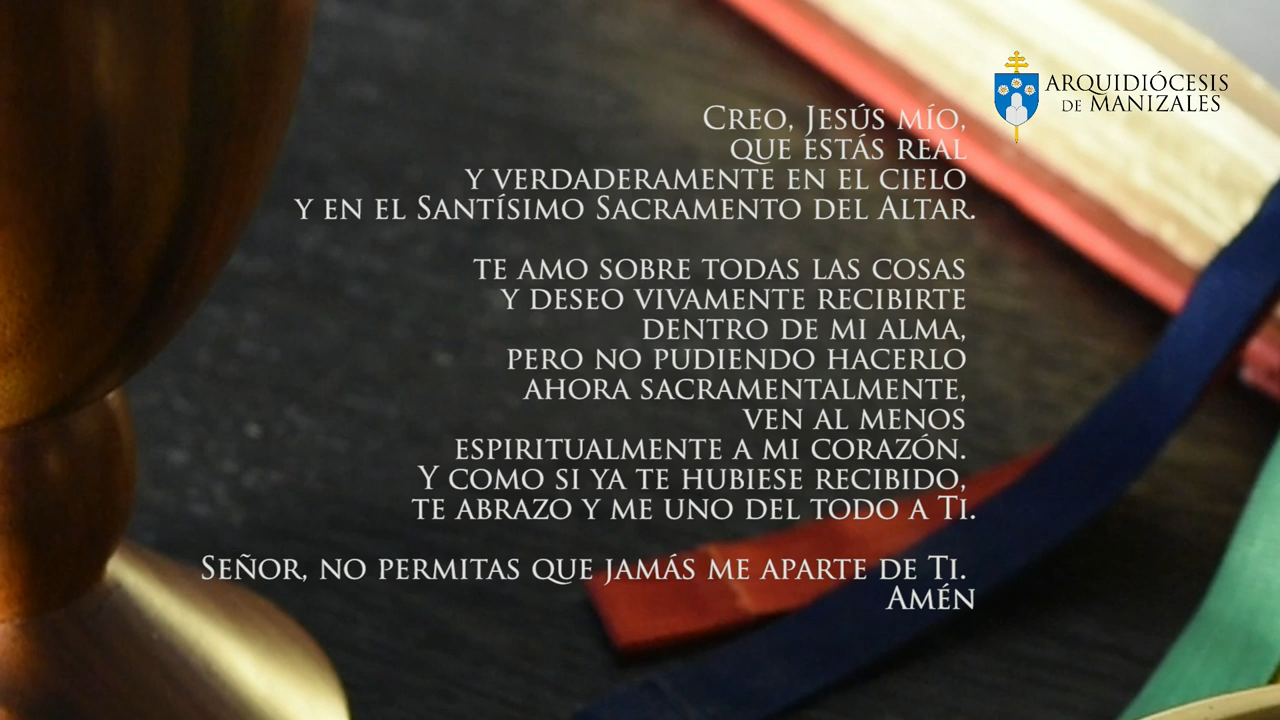 ARQUIDIÓCESIS
DE MANIZALES
CREO, JESÚS MÍO,
QUE ESTÁS REAL
Y VERDADERAMENTE EN EL CIELO
Y EN EL SANTÍSIMO SACRAMENTO DEL ALTAR.
TE AMO SOBRE TODAS LAS COSAS
Y DESEO VIVAMENTE RECIBIRTE
DENTRO DE MI ALMA,
PERO NO PUDIENDO HACERLO
AHORA SACRAMENTALMENTE,
VEN AL MENOS
ESPIRITUALMENTE A MI CORAZÓN.
Y COMO SI YA TE HUBIESE RECIBIDO,
TE ABRAZO Y ME UNO DEL TODO A TI.
SEÑOR, NO PERMITAS QUE JAMÁS ME APARTE DE TI.
AMÉN